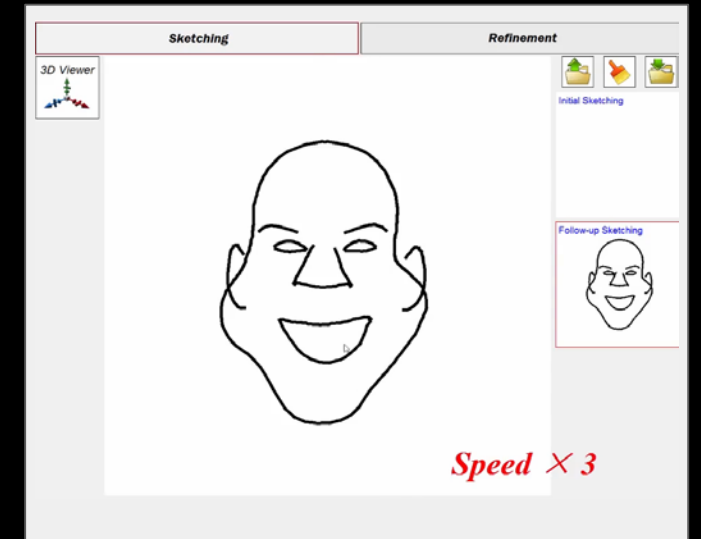 Sketching
Refinement
3D Viewer
Initial Sketching
Follow-up Sketching
Speed × 3